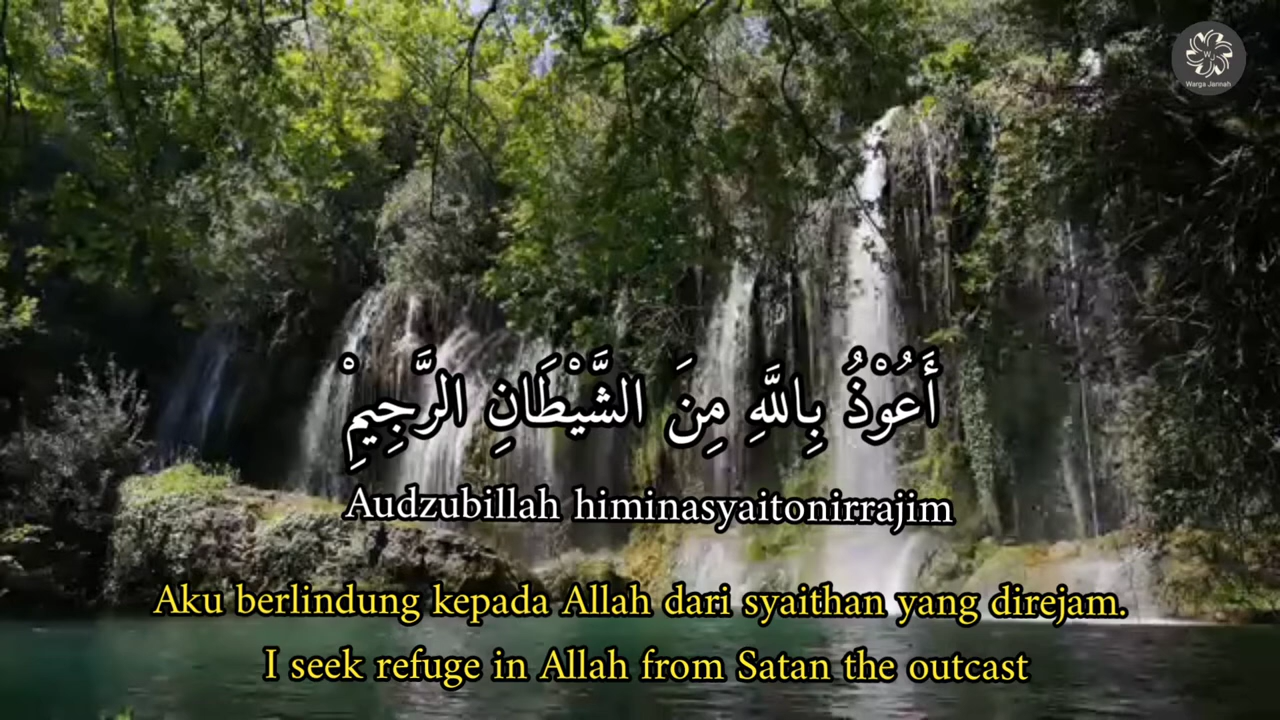 WJ
Warga Jannah
أَعُوْذُ بِاللَّهِ مِنَ الشَّيْطَانِ الرَّجِيْمِ
Audzubillah himinasyaitonirrajim
Aku berlindung kepada Allah dari syaithan yang direjam.
I seek refuge in Allah from Satan the outcast